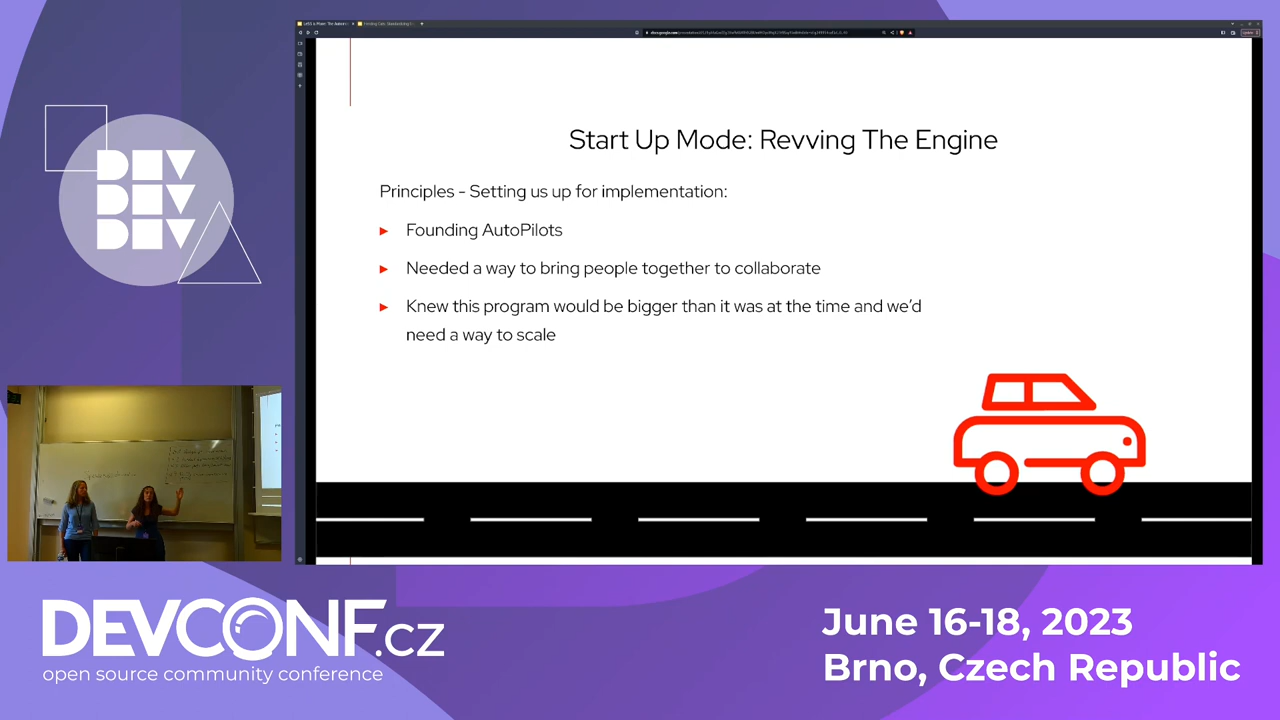 Start Up Mode: Revving The Engine
Principles - Setting us up for implementation:
Founding AutoPilots
Needed a way to bring people together to collaborate
Knew this program would be bigger than it was at the time and we'd
need a way to scale
DEV
DEV
DEV
DEVCONF.cz
open source community conference
June 16-18, 2023
Brno, Czech Republic